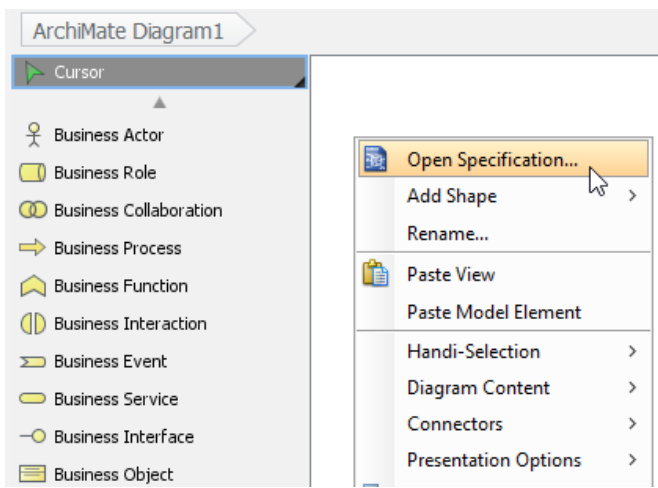 ArchiMate Diagram1
Cursor
Business Actor
Business Role
Business Collaboration
Business Process
Business Function
Business Interaction
Business Event
Business Service
Business Interface
Business Object
Open Specification...
Add Shape
Rename...
Paste View
Paste Model Element
Handi-Selection
Diagram Content
Connectors
Presentation Options